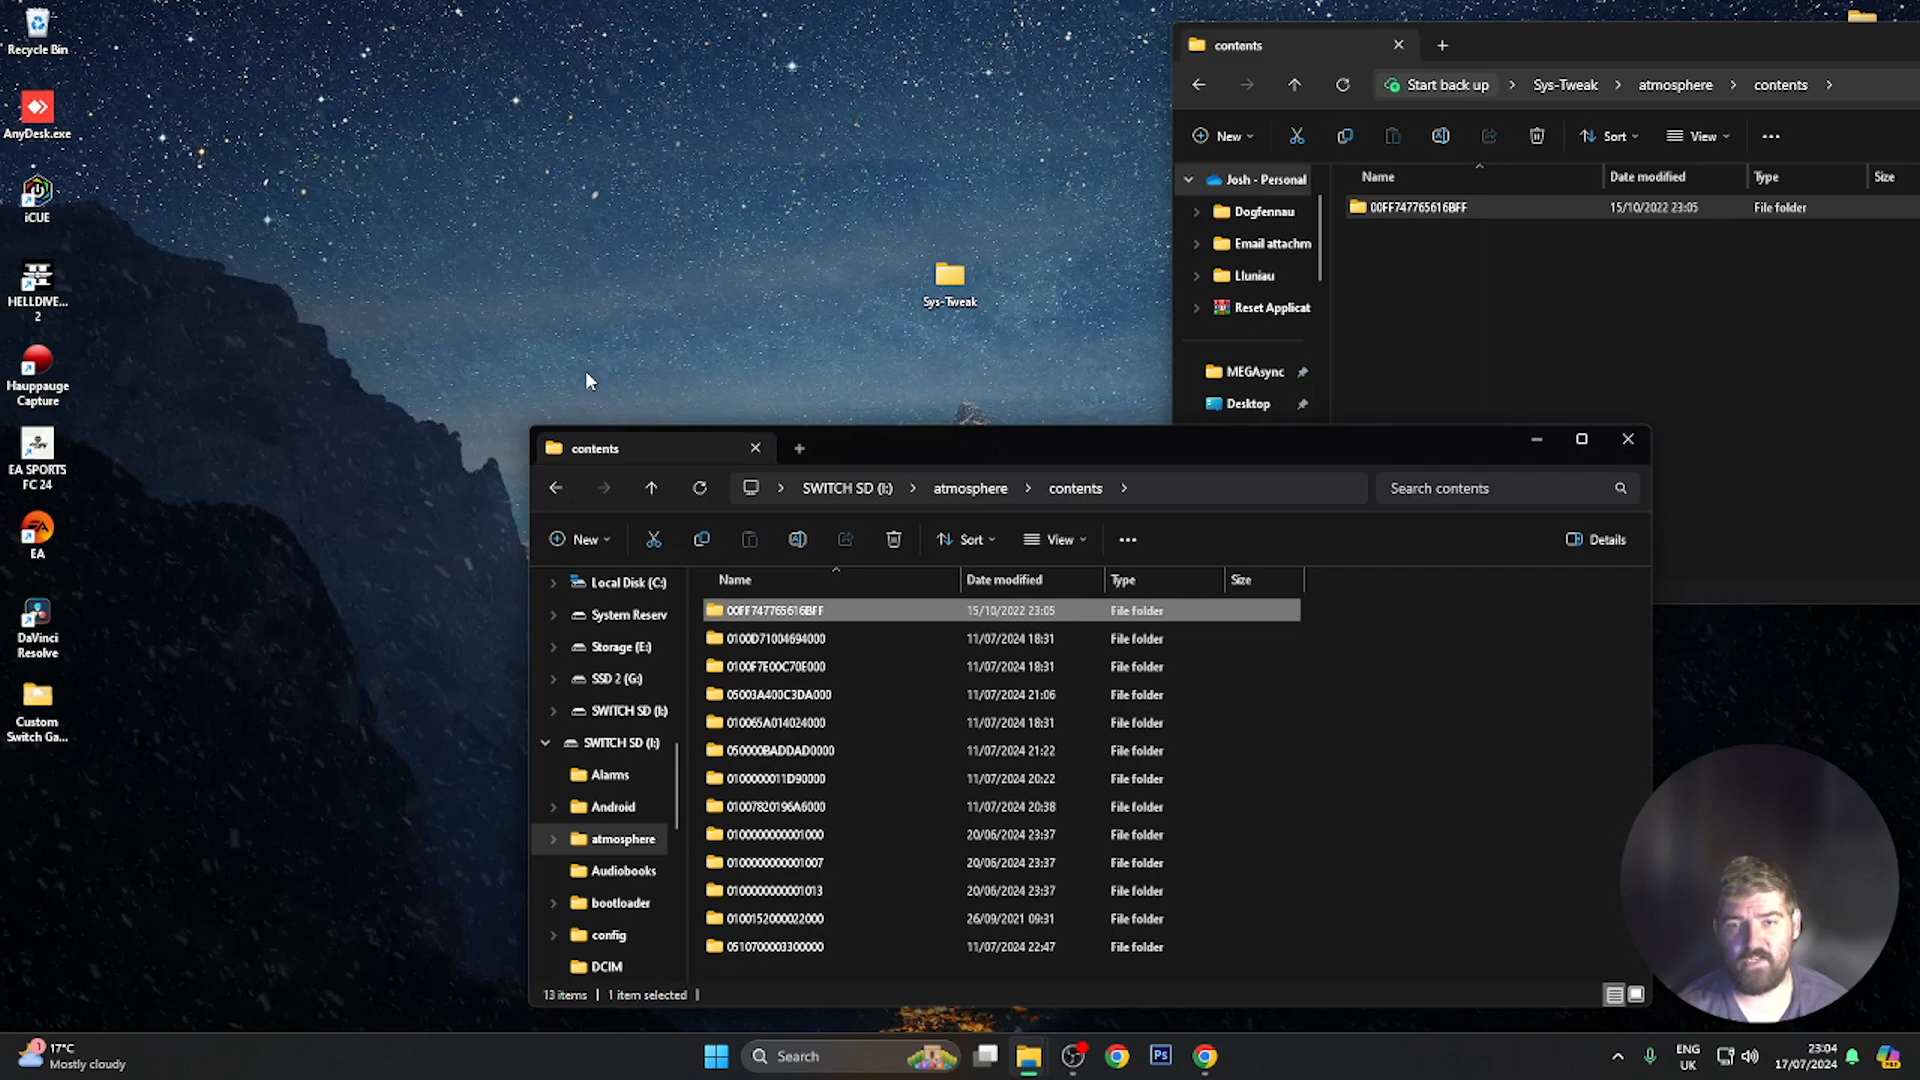 Recycle Bin
AnyDesk.exe
iCUE
HELLDIVE...
2
Hauppauge
Capture
EA SPORTS
FC 24
EA
DaVinci
Resolve
Custom
Switch Ga...
Sys-Tweak
contents
Start back up > Sys-Tweak > atmosphere > contents >
New
Sort
View
Name
Date modified
Type
Size
Josh - Personal
Dogfennau
Email attachm
Lluniau
Reset Applicat
MEGAsync
Desktop
00FF747765616BFF 15/10/2022 23:05 File folder
contents
SWITCH SD (I:) > atmosphere > contents >
Search contents
New
Sort
View
Details
Local Disk (C:)
System Reserv
Storage (E:)
SSD 2 (G:)
SWITCH SD (I:)
SWITCH SD (I:)
Alarms
Android
atmosphere
Audiobooks
bootloader
config
DCIM
Name Date modified Type Size
00FF747765616BFF 15/10/2022 23:05 File folder
0100D71004694000 11/07/2024 18:31 File folder
0100F7E00C70E000 11/07/2024 18:31 File folder
05003A400C3DA000 11/07/2024 21:06 File folder
010065A014024000 11/07/2024 18:31 File folder
050000BADDAD0000 11/07/2024 21:22 File folder
0100000011D90000 11/07/2024 20:22 File folder
01007820196A6000 11/07/2024 20:38 File folder
0100000000001000 20/06/2024 23:37 File folder
0100000000001007 20/06/2024 23:37 File folder
0100000000001013 20/06/2024 23:37 File folder
0100152000022000 26/09/2021 09:31 File folder
0510700003300000 11/07/2024 22:47 File folder
13 items | 1 item selected |
1
17°C
Mostly cloudy
Search
Ps
ENG
UK
23:04
17/07/2024